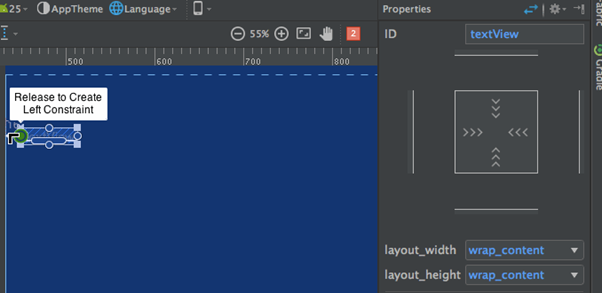 25 AppTheme Language Properties
55% 2 ID textView
500 600 700 800
Gradle
Release to Create
Left Constraint
layout_width wrap_content
layout_height wrap_content